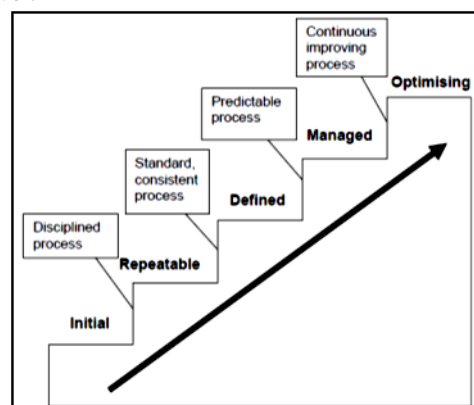 Continuous
improving
process
Optimising
Predictable
process
Managed
Standard,
consistent
process
Defined
Disciplined
process
Repeatable
Initial